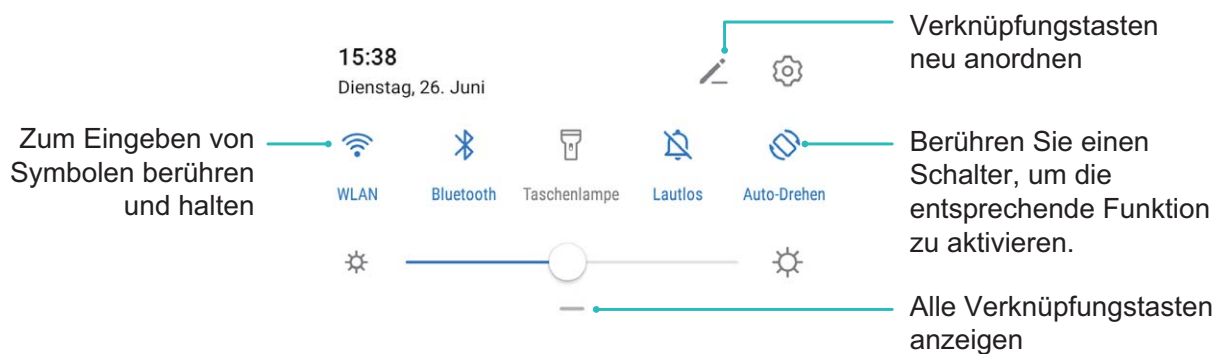 Verknüpfungstasten
neu anordnen
15:38
Dienstag, 26. Juni
Zum Eingeben von
Symbolen berühren
und halten
WLAN
Bluetooth
Taschenlampe
Lautlos
Auto-Drehen
Berühren Sie einen
Schalter, um die
entsprechende Funktion
zu aktivieren.
Alle Verknüpfungstasten
anzeigen